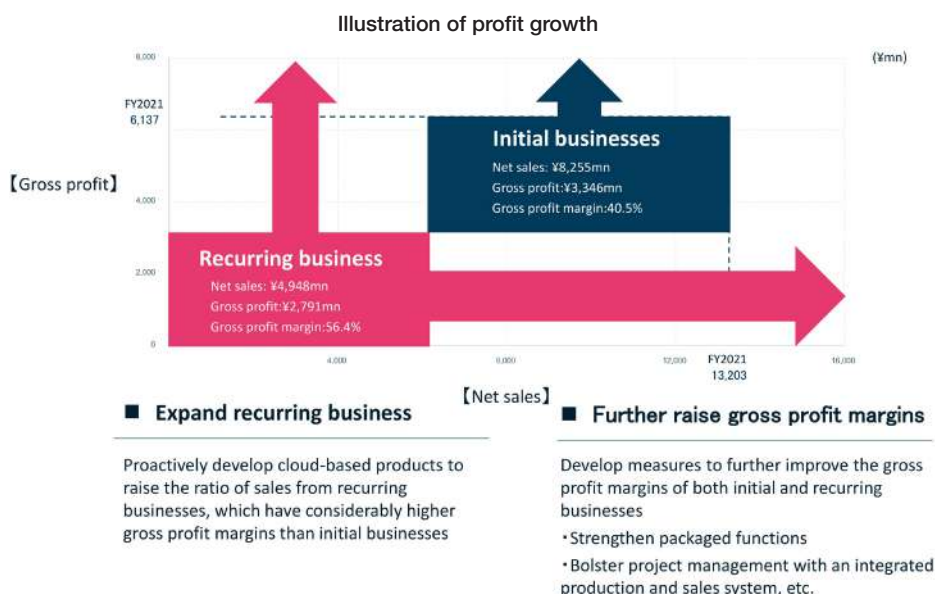 Illustration of profit growth
8,000
(¥mn)
FY2021
6,137
Initial businesses
Net sales: ¥8,255mn
Gross profit:¥3,346mn
Gross profit margin:40.5%
【Gross profit】
4,000
Recurring business
Net sales: ¥4,948mn
Gross profit:¥2,791mn
Gross profit margin:56.4%
2,000
0
4,000
8,000
12,000
FY2021
13,203
16,000
【Net sales】
■ Expand recurring business
Proactively develop cloud-based products to
raise the ratio of sales from recurring
businesses, which have considerably higher
gross profit margins than initial businesses
■ Further raise gross profit margins
Develop measures to further improve the gross
profit margins of both initial and recurring
businesses
・Strengthen packaged functions
・Bolster project management with an integrated
production and sales system, etc.